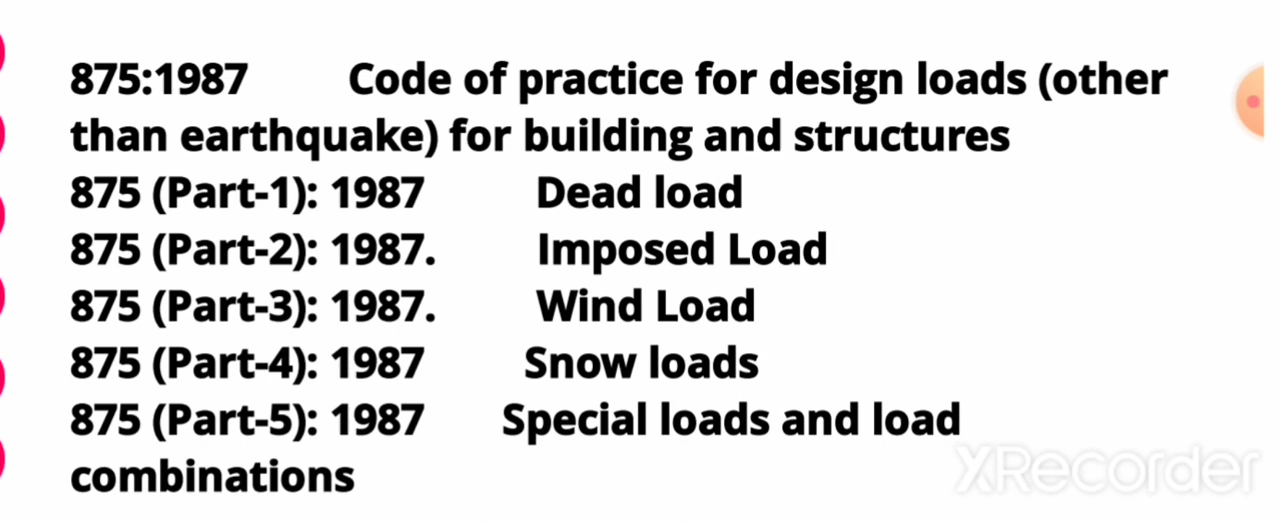 875:1987 Code of practice for design loads (other
than earthquake) for building and structures
875 (Part-1): 1987 Dead load
875 (Part-2): 1987. Imposed Load
875 (Part-3): 1987. Wind Load
875 (Part-4): 1987 Snow loads
875 (Part-5): 1987 Special loads and load
combinations
XRecorder